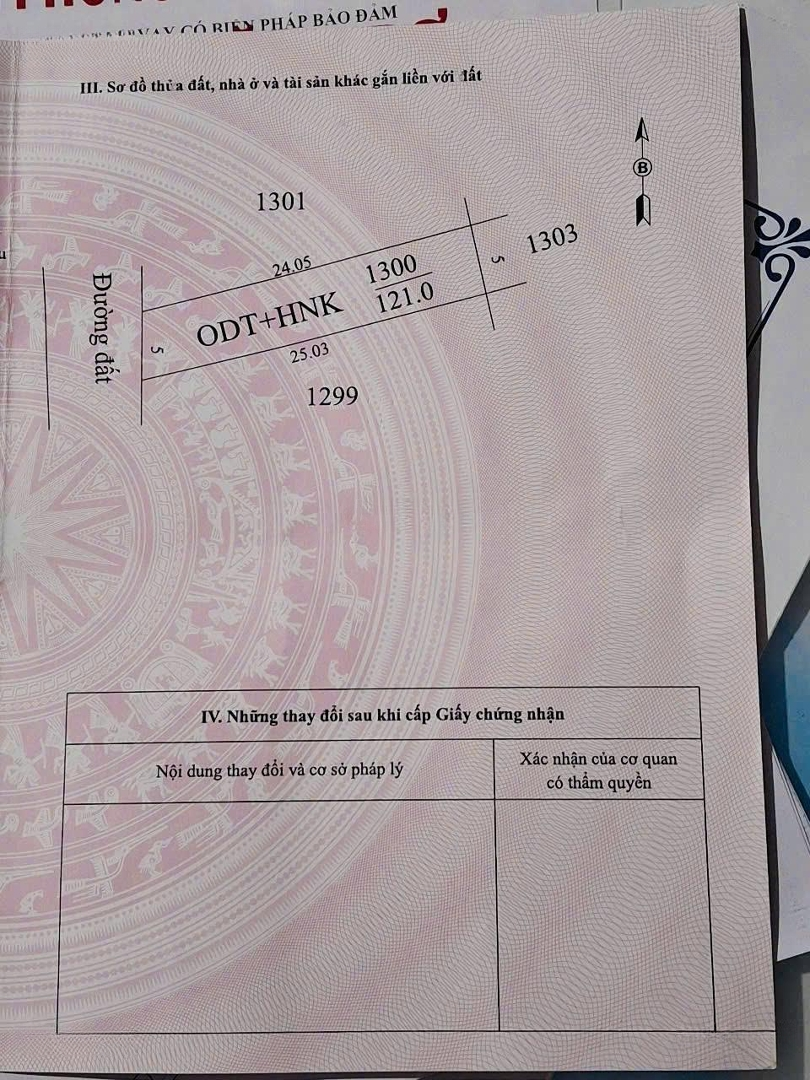 CÓ BIỆN PHÁP BẢO ĐẢM
III. Sơ đồ thửa đất, nhà ở và tài sản khác gắn liền với đất
B
1301
1303
24.05
1300
121.0
5
ODT+HNK
Đường đất
5
25.03
1299
IV. Những thay đổi sau khi cấp Giấy chứng nhận
Nội dung thay đổi và cơ sở pháp lý
Xác nhận của cơ quan
có thẩm quyền